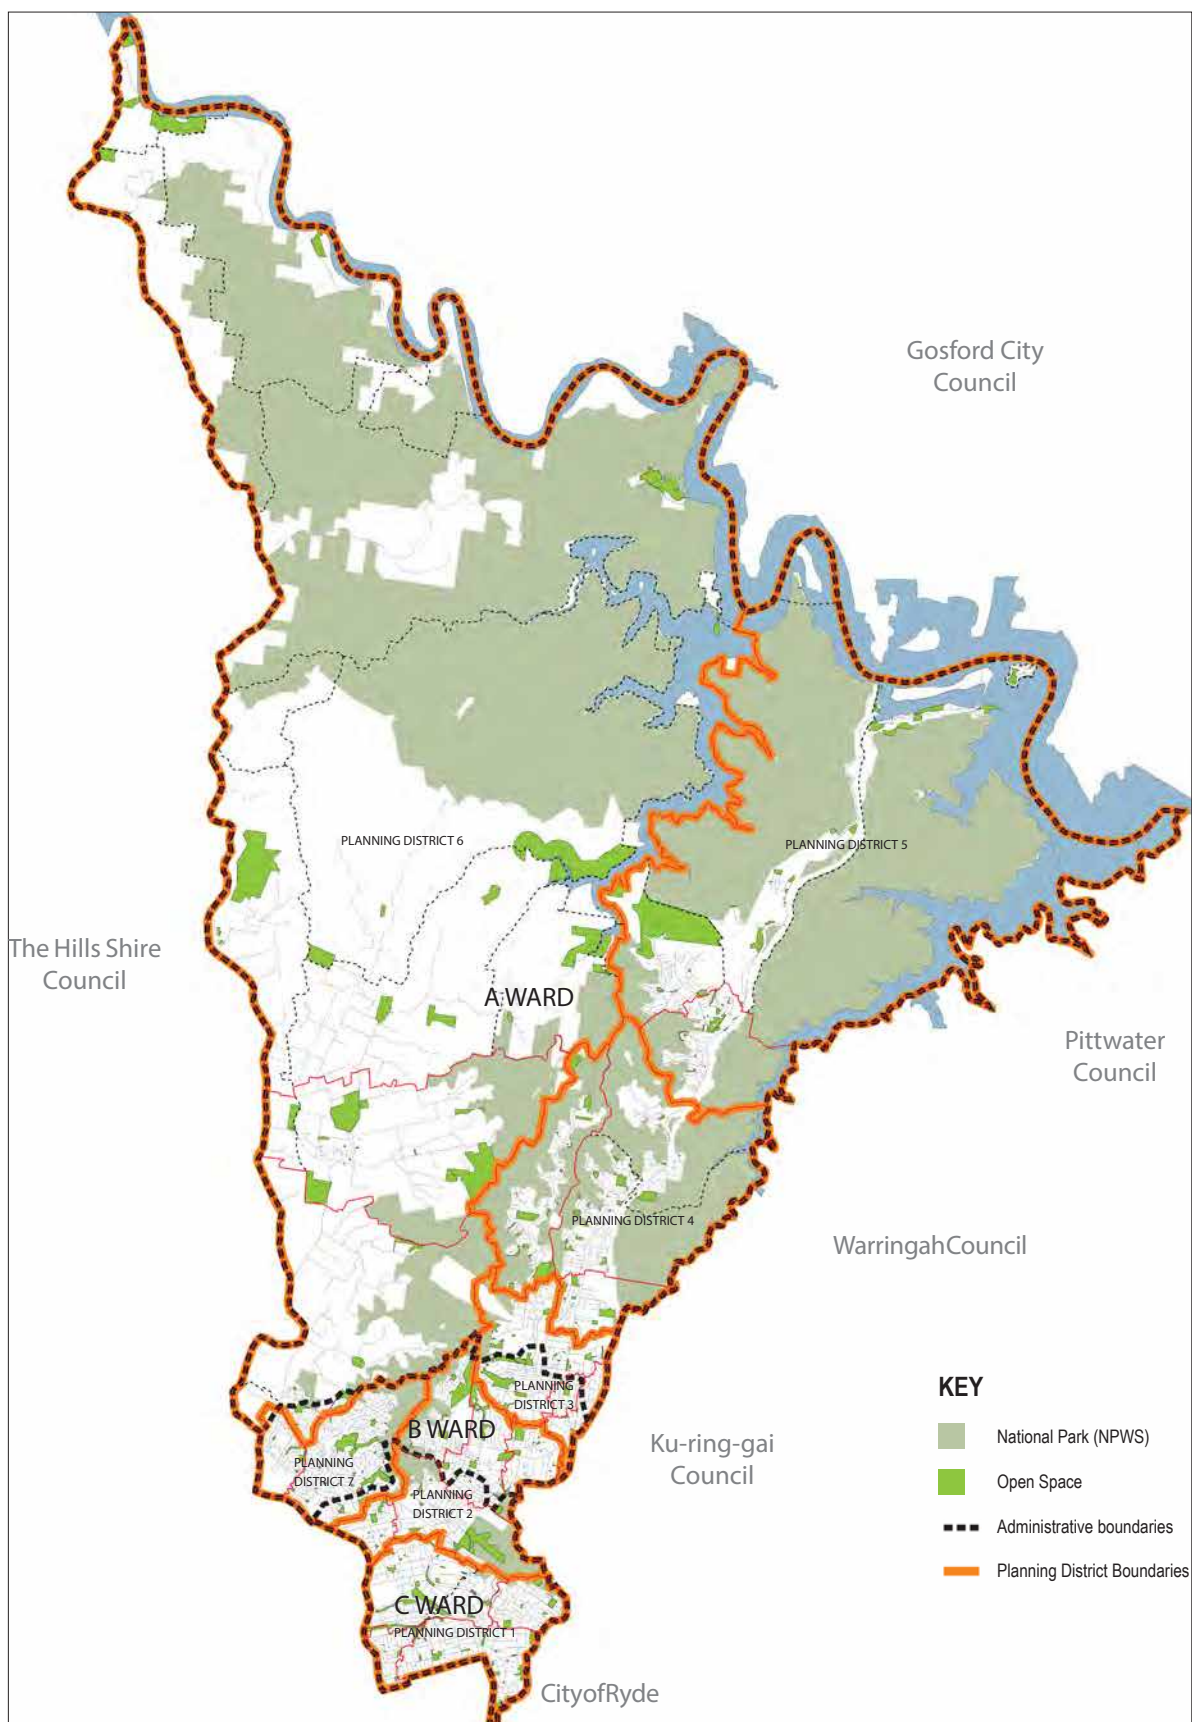 Gosford City
Council
PLANNING DISTRICT 6
PLANNING DISTRICT 5
The Hills Shire
Council
A WARD
Pittwater
Council
PLANNING DISTRICT 4
WarringahCouncil
KEY
PLANNING
DISTRICT 3
B WARD
Ku-ring-gai
Council
National Park (NPWS)
PLANNING
DISTRICT 7
Open Space
PLANNING
DISTRICT 2
Administrative boundaries
Planning District Boundaries
C WARD
PLANNING DISTRICT 1
CityofRyde